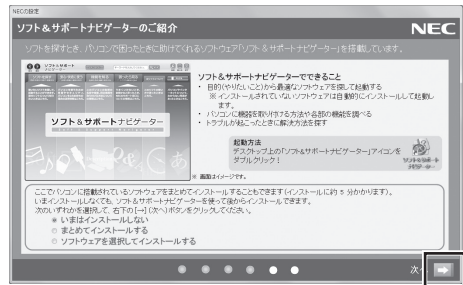 NECの設定
ソフト&サポートナビゲーターのご紹介
NEC
ソフトを探すとき、パソコンで困ったときに助けてくれるソフトウェア「ソフト&サポートナビゲーター」を搭載しています。
ソフト&サポートナビゲーター
※ 画面はイメージです。
ソフト&サポートナビゲーターでできること
・ 目的(やりたいこと)から最適なソフトウェアを探して起動する
※ インストールされていないソフトウェアは自動的にインストールして起動します。
・ パソコンに機器を取り付ける方法や各部の機能を調べる
・ トラブルが起こったときに解決方法を探す
起動方法
デスクトップ上の「ソフト&サポートナビゲーター」アイコンをダブルクリック!
ソフト&サポート
ナビゲーター
ここでパソコンに搭載されているソフトウェアをまとめてインストールすることもできます(インストールに約 5 分かかります)。
いまインストールしなくても、ソフト&サポートナビゲーターを使って後からインストールできます。
次のいずれかを選択して、右下の[→](次へ)ボタンをクリックしてください。
いまはインストールしない
まとめてインストールする
ソフトウェアを選択してインストールする
次へ